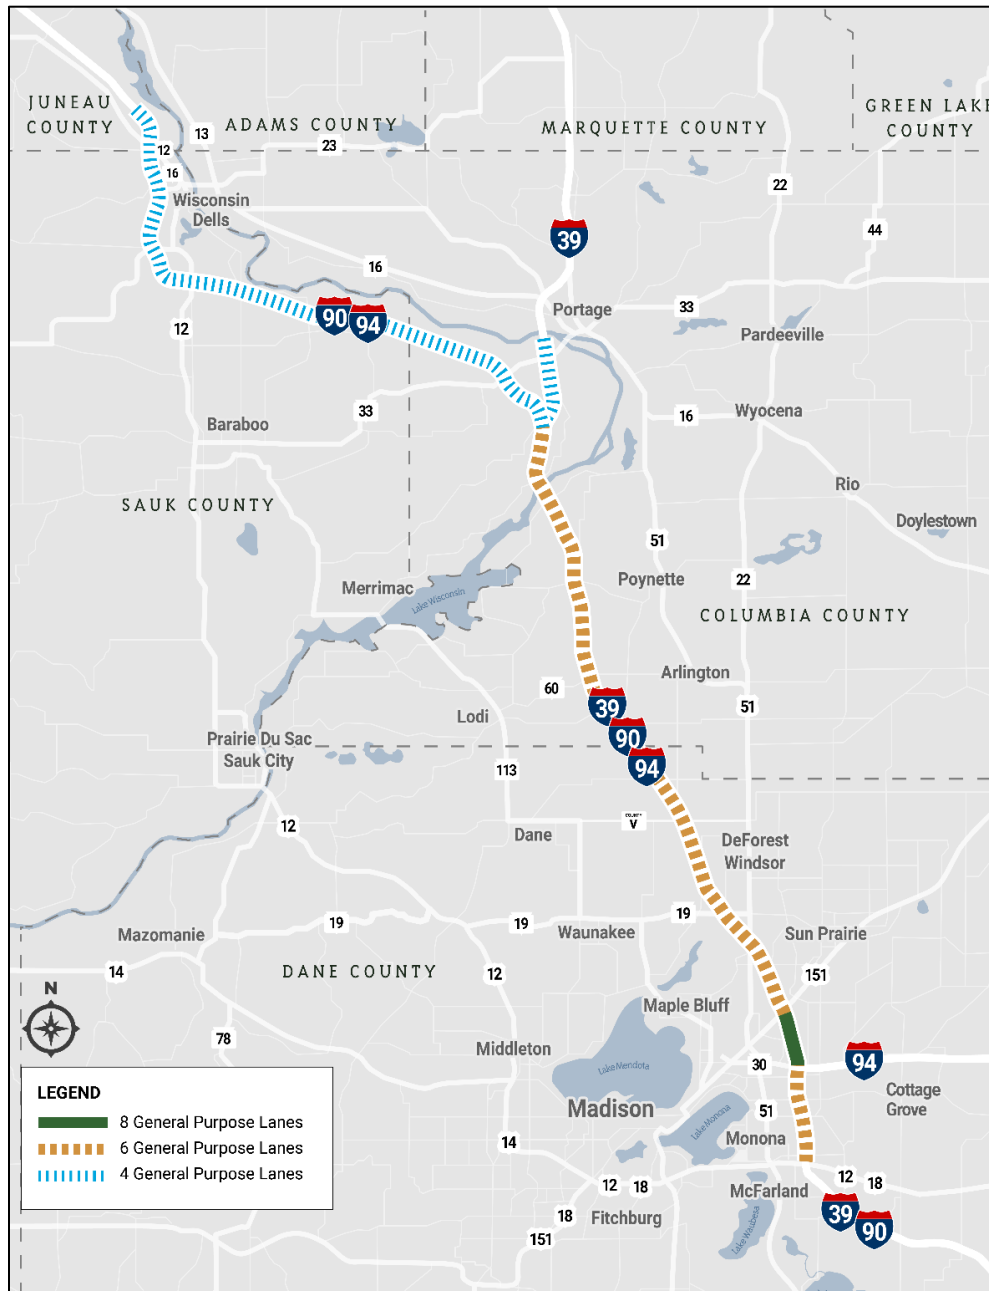 JUNEAU
COUNTY
ADAMS COUNTY
MARQUETTE COUNTY
GREEN LAKE
COUNTY
13
12
23
16
22
Wisconsin
Dells
44
39
16
Portage
33
90
94
12
Pardeeville
33
16
Wyocena
Baraboo
Rio
SAUK COUNTY
Doylestown
51
Poynette
22
Merrimac
Lake Wisconsin
COLUMBIA COUNTY
Arlington
60
39
51
Lodi
90
Prairie Du Sac
Sauk City
94
113
12
COUNTY
V
Dane
DeForest
Windsor
19
19
19
Waunakee
Sun Prairie
Mazomanie
14
DANE COUNTY
12
151
N
Maple Bluff
78
Middleton
30
94
Lake Mendota
Cottage
Grove
Madison
51
Lake Monona
Monona
14
12
18
12
18
McFarland
39
18
Fitchburg
90
151
Lake Waubesa
LEGEND
8 General Purpose Lanes
6 General Purpose Lanes
4 General Purpose Lanes